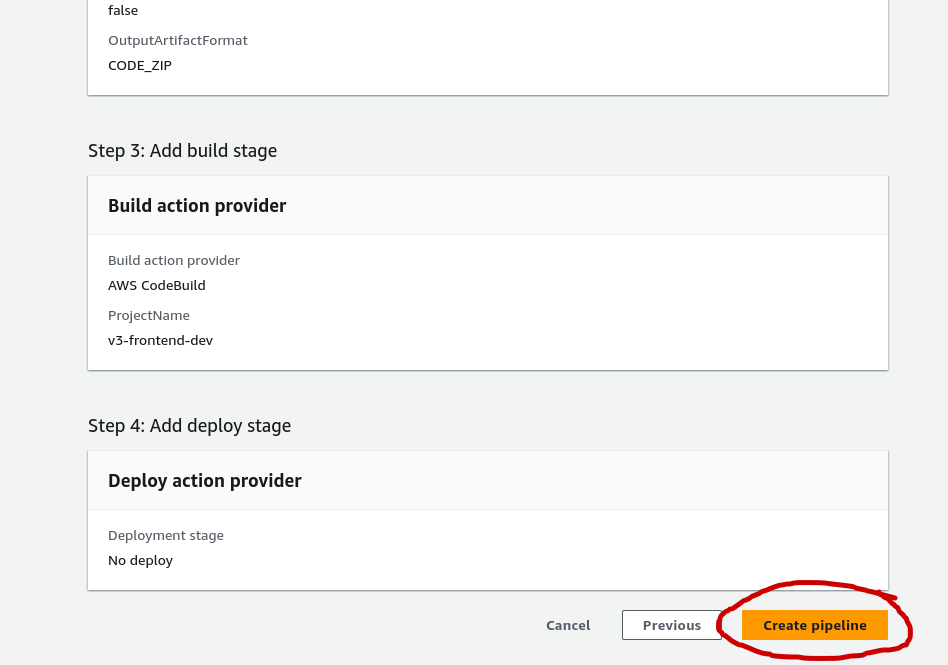 false
OutputArtifactFormat
CODE_ZIP
Step 3: Add build stage
Build action provider
Build action provider
AWS CodeBuild
ProjectName
v3-frontend-dev
Step 4: Add deploy stage
Deploy action provider
Deployment stage
No deploy
Cancel Previous Create pipeline